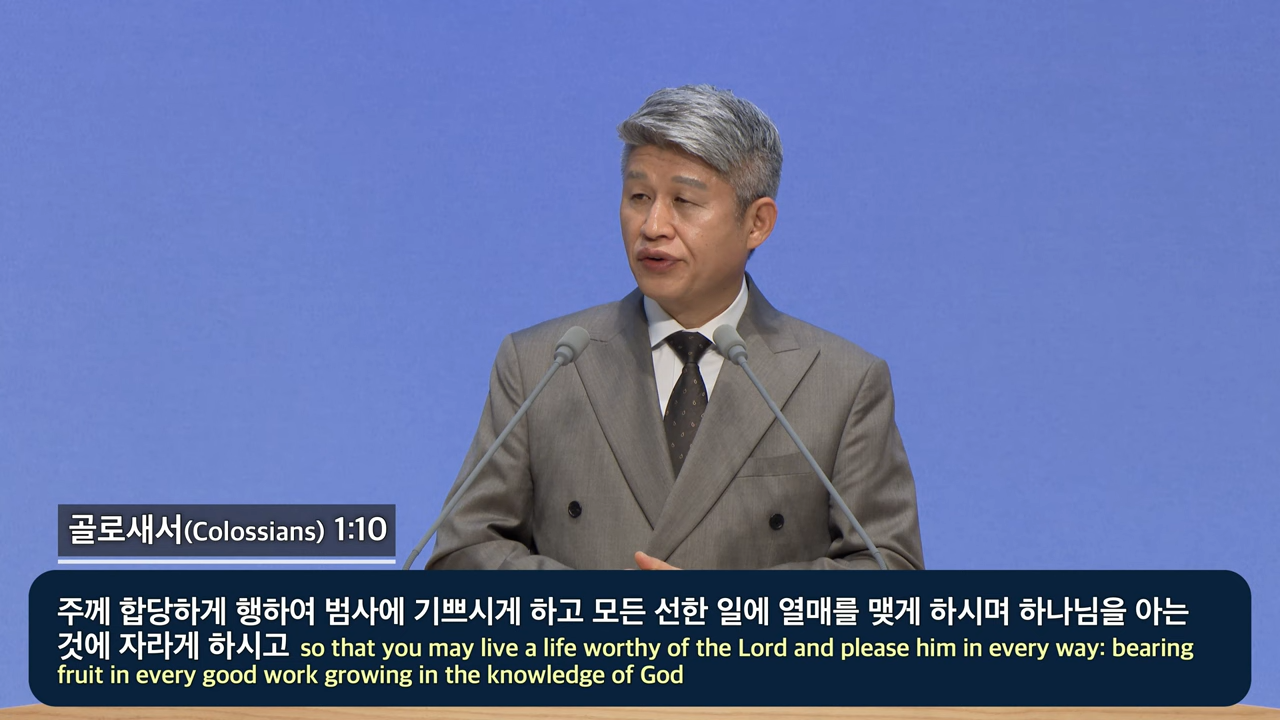 골로새서(Colossians) 1:10
주께 합당하게 행하여 범사에 기쁘시게 하고 모든 선한 일에 열매를 맺게 하시며 하나님을 아는
것에 자라게 하시고 so that you may live a life worthy of the Lord and please him in every way: bearing
fruit in every good work growing in the knowledge of God